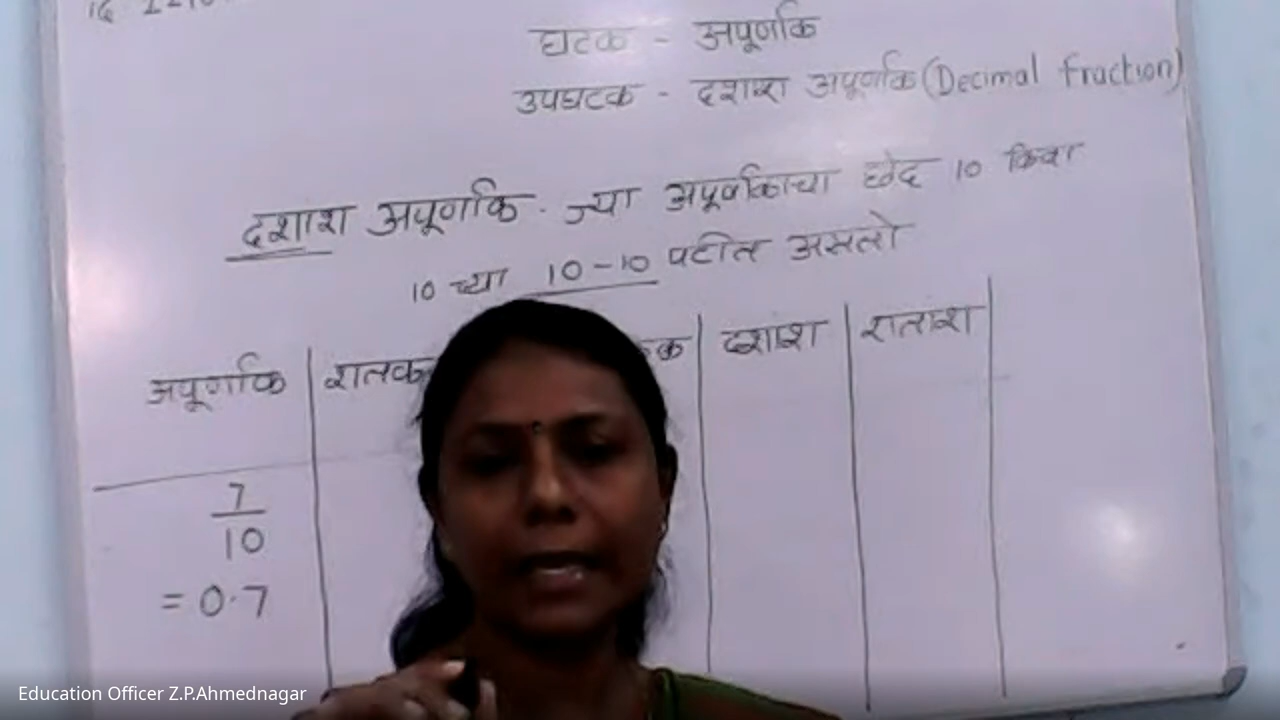 घटक - अपूर्णांक
उपघटक - दशांश अपूर्णांक (Decimal fraction)
दशांश अपूर्णांक - ज्या अपूर्णांकाचा छेद 10 किंवा
10 च्या 10-10 पटीत असतो
अपूर्णांक शतक दशांश शतांश
7
10
= 0.7
Education Officer Z.P.Ahmednagar